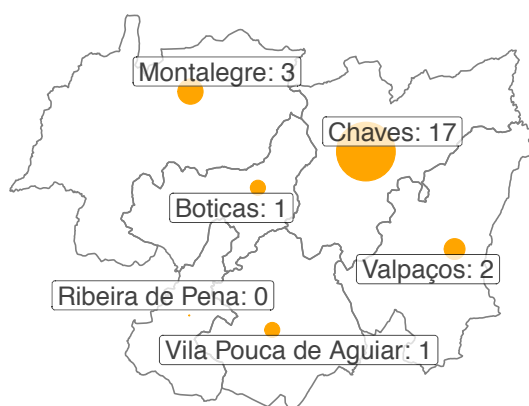 Montalegre: 3
Chaves: 17
Boticas: 1
Valpaços: 2
Ribeira de Pena: 0
Vila Pouca de Aguiar: 1